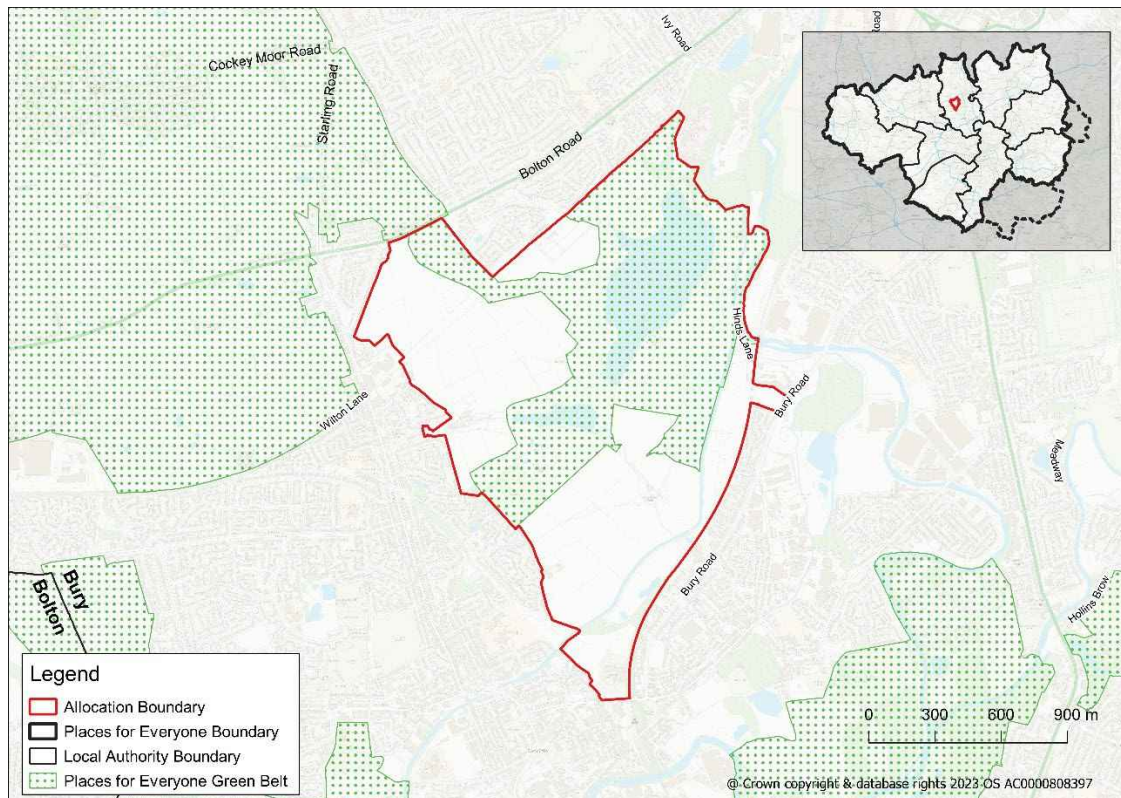 Ivy Road
Road
Cockey Moor Road
Starling Road
Bolton Road
Hinds Lane
Wilton Lane
Bury Road
Meadway
Bury Road
Bury
Bolton
Hollins Brow
Legend
Allocation Boundary
Places for Everyone Boundary
Local Authority Boundary
Places for Everyone Green Belt
0 300 600 900 m
@ Crown copyright & database rights 2023 OS AC0000808397